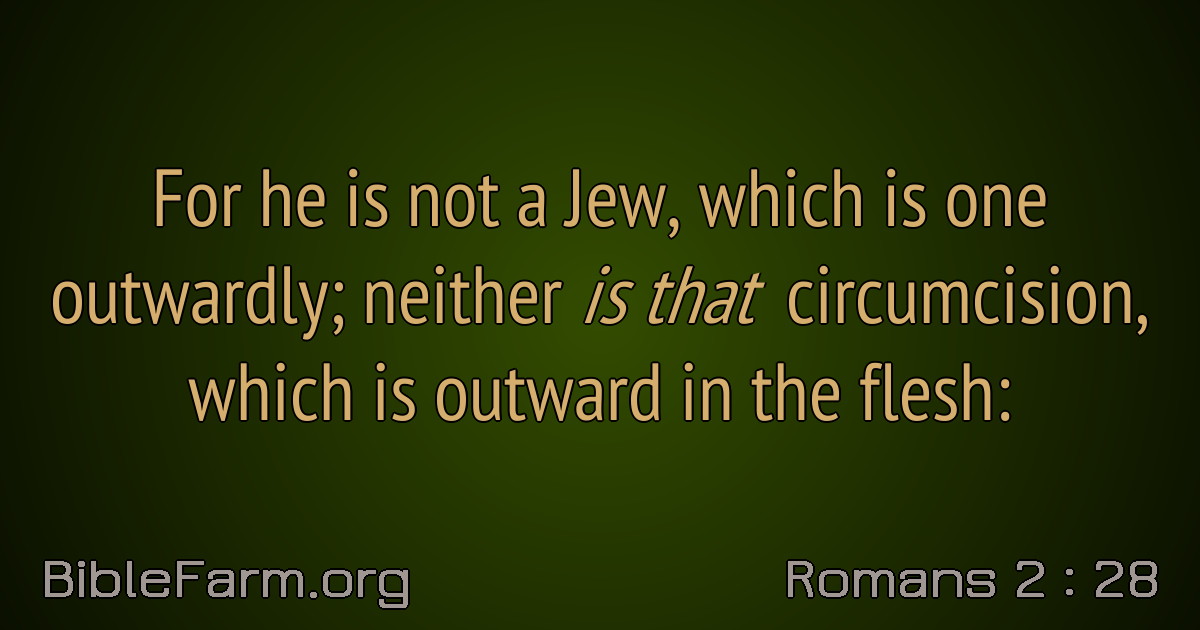 For he is not a Jew, which is one
outwardly; neither is that circumcision,
which is outward in the flesh:
BibleFarm.org
Romans 2 : 28